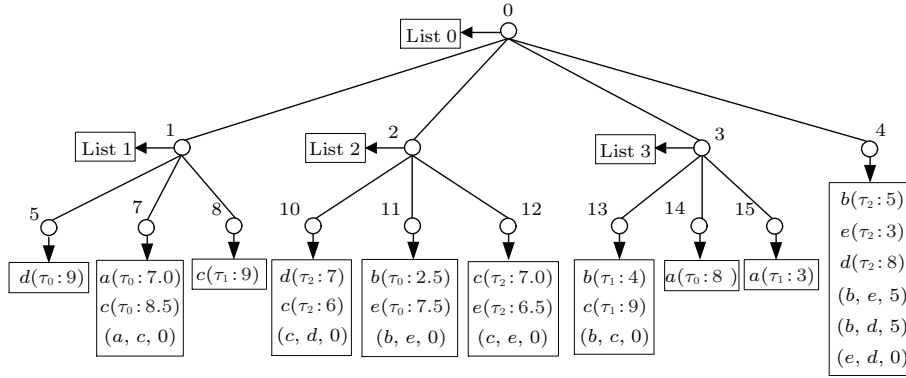 0
List 0
1
List 1
2
List 2
3
List 3
4
5
7
8
10
11
12
13
14
15
d(τ₀:9)
a(τ₀:7.0)
c(τ₀:8.5)
(a, c, 0)
c(τ₁:9)
d(τ₂:7)
c(τ₂:6)
(c, d, 0)
b(τ₀:2.5)
e(τ₀:7.5)
(b, e, 0)
c(τ₂:7.0)
e(τ₂:6.5)
(c, e, 0)
b(τ₁:4)
c(τ₁:9)
(b, c, 0)
a(τ₀:8 )
a(τ₁:3)
b(τ₂:5)
e(τ₂:3)
d(τ₂:8)
(b, e, 5)
(b, d, 5)
(e, d, 0)